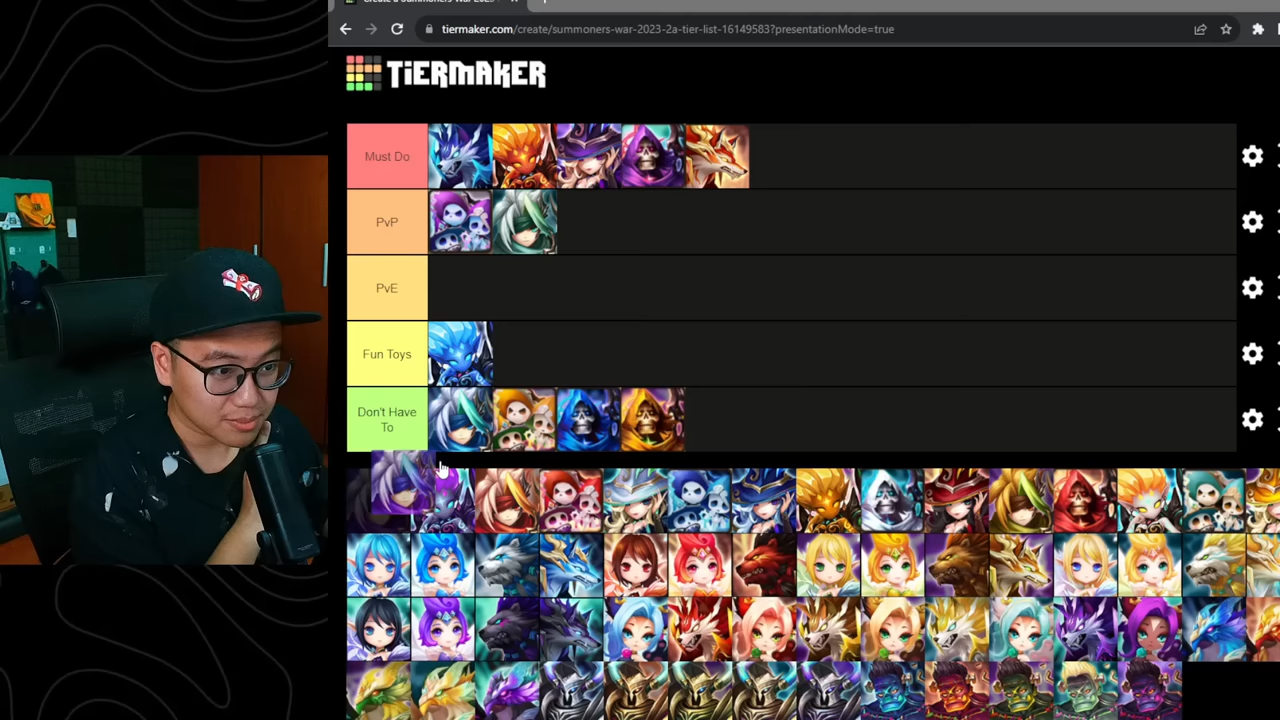 tiermaker.com/create/summoners-war-2023-2a-tier-list-16149583?presentationMode=true
TiERMAKER
Must Do
PvP
PvE
Fun Toys
Don't Have
To